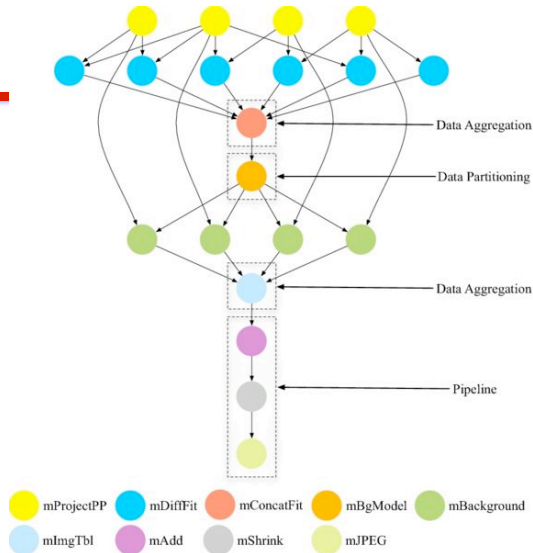 Data Aggregation
Data Partitioning
Data Aggregation
Pipeline
mProjectPP mDiffFit mConcatFit mBgModel mBackground
mImgTbl mAdd mShrink mJPEG